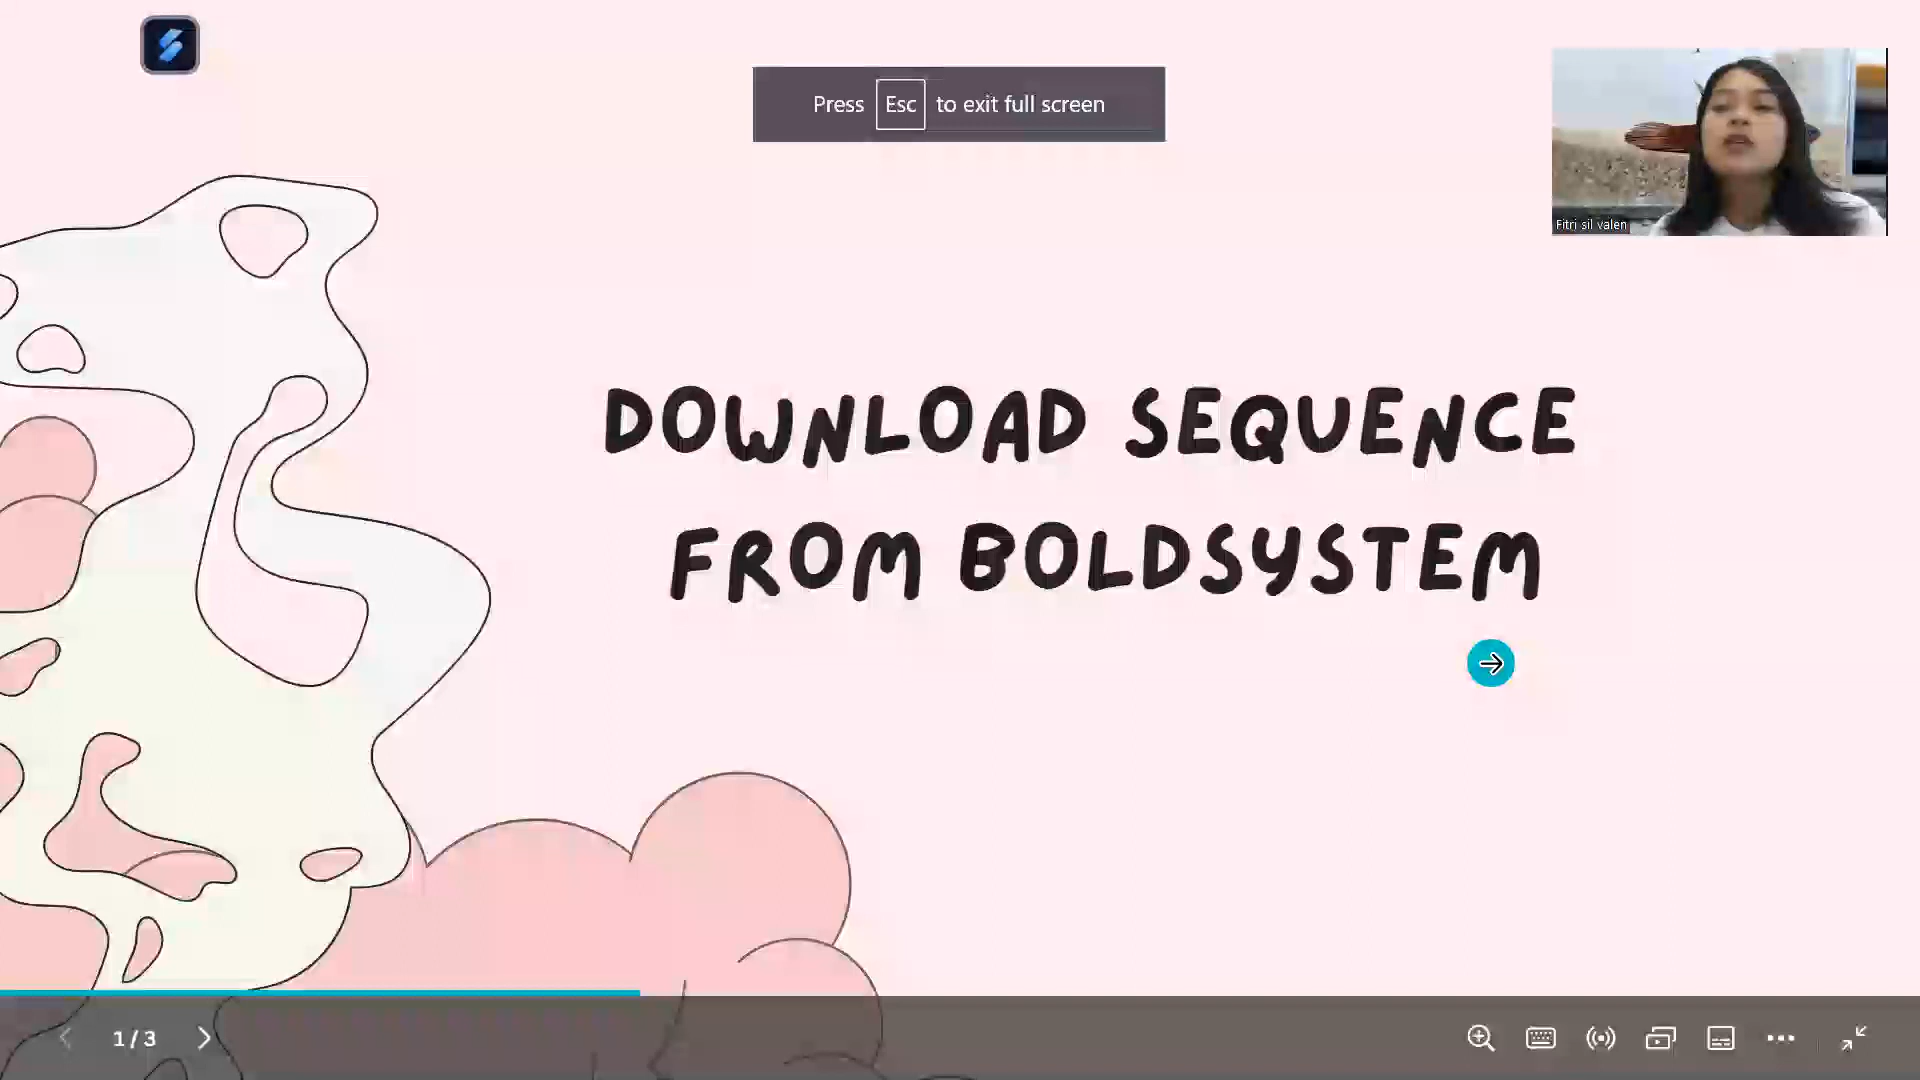 Press Esc to exit full screen
Fitri sil valen
DOWNLOAD SEQUENCE
FROM BOLDSYSTEM
1 / 3